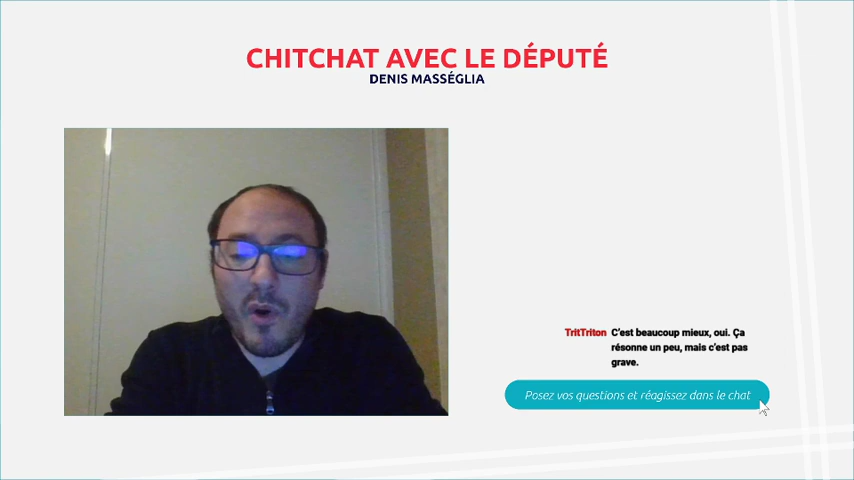 CHITCHAT AVEC LE DÉPUTÉ
DENIS MASSÉGLIA
TritTriton C'est beaucoup mieux, oui. Ça
résonne un peu, mais c'est pas
grave.
Posez vos questions et réagissez dans le chat